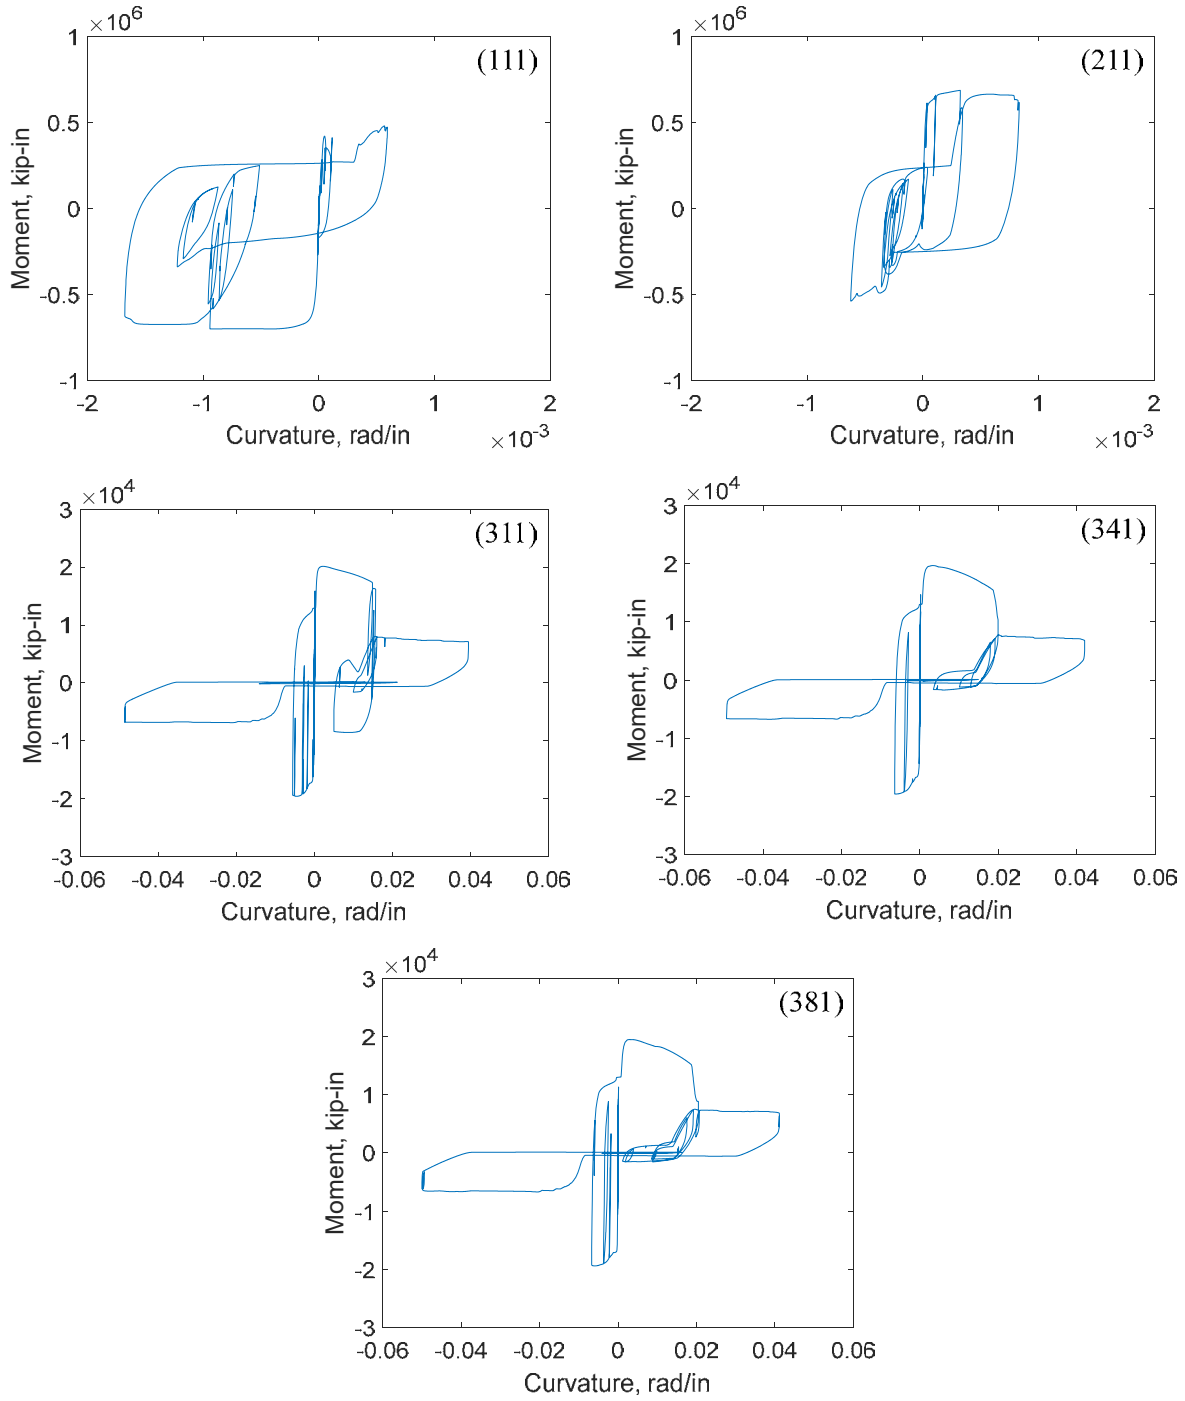 ×10^6
(111)
1
0.5
0
-0.5
-1
Moment, kip-in
-2 -1 0 1 2
Curvature, rad/in
×10^-3
×10^6
(211)
1
0.5
0
-0.5
-1
Moment, kip-in
-2 -1 0 1 2
Curvature, rad/in
×10^-3
×10^4
(311)
3
2
1
0
-1
-2
-3
Moment, kip-in
-0.06 -0.04 -0.02 0 0.02 0.04 0.06
Curvature, rad/in
×10^4
(341)
3
2
1
0
-1
-2
-3
Moment, kip-in
-0.06 -0.04 -0.02 0 0.02 0.04 0.06
Curvature, rad/in
×10^4
(381)
3
2
1
0
-1
-2
-3
Moment, kip-in
-0.06 -0.04 -0.02 0 0.02 0.04 0.06
Curvature, rad/in